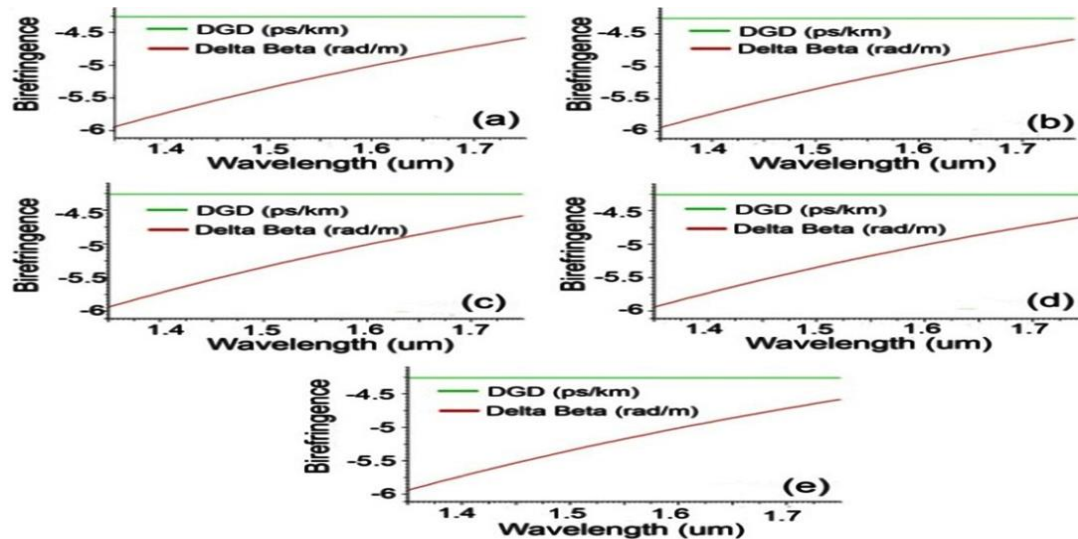 Birefringence
-4.5
-5
-5.5
-6
DGD (ps/km)
Delta Beta (rad/m)
(a)
1.4 1.5 1.6 1.7
Wavelength (um)
Birefringence
-4.5
-5
-5.5
-6
DGD (ps/km)
Delta Beta (rad/m)
(b)
1.4 1.5 1.6 1.7
Wavelength (um)
Birefringence
-4.5
-5
-5.5
-6
DGD (ps/km)
Delta Beta (rad/m)
(c)
1.4 1.5 1.6 1.7
Wavelength (um)
Birefringence
-4.5
-5
-5.5
-6
DGD (ps/km)
Delta Beta (rad/m)
(d)
1.4 1.5 1.6 1.7
Wavelength (um)
Birefringence
-4.5
-5
-5.5
-6
DGD (ps/km)
Delta Beta (rad/m)
(e)
1.4 1.5 1.6 1.7
Wavelength (um)